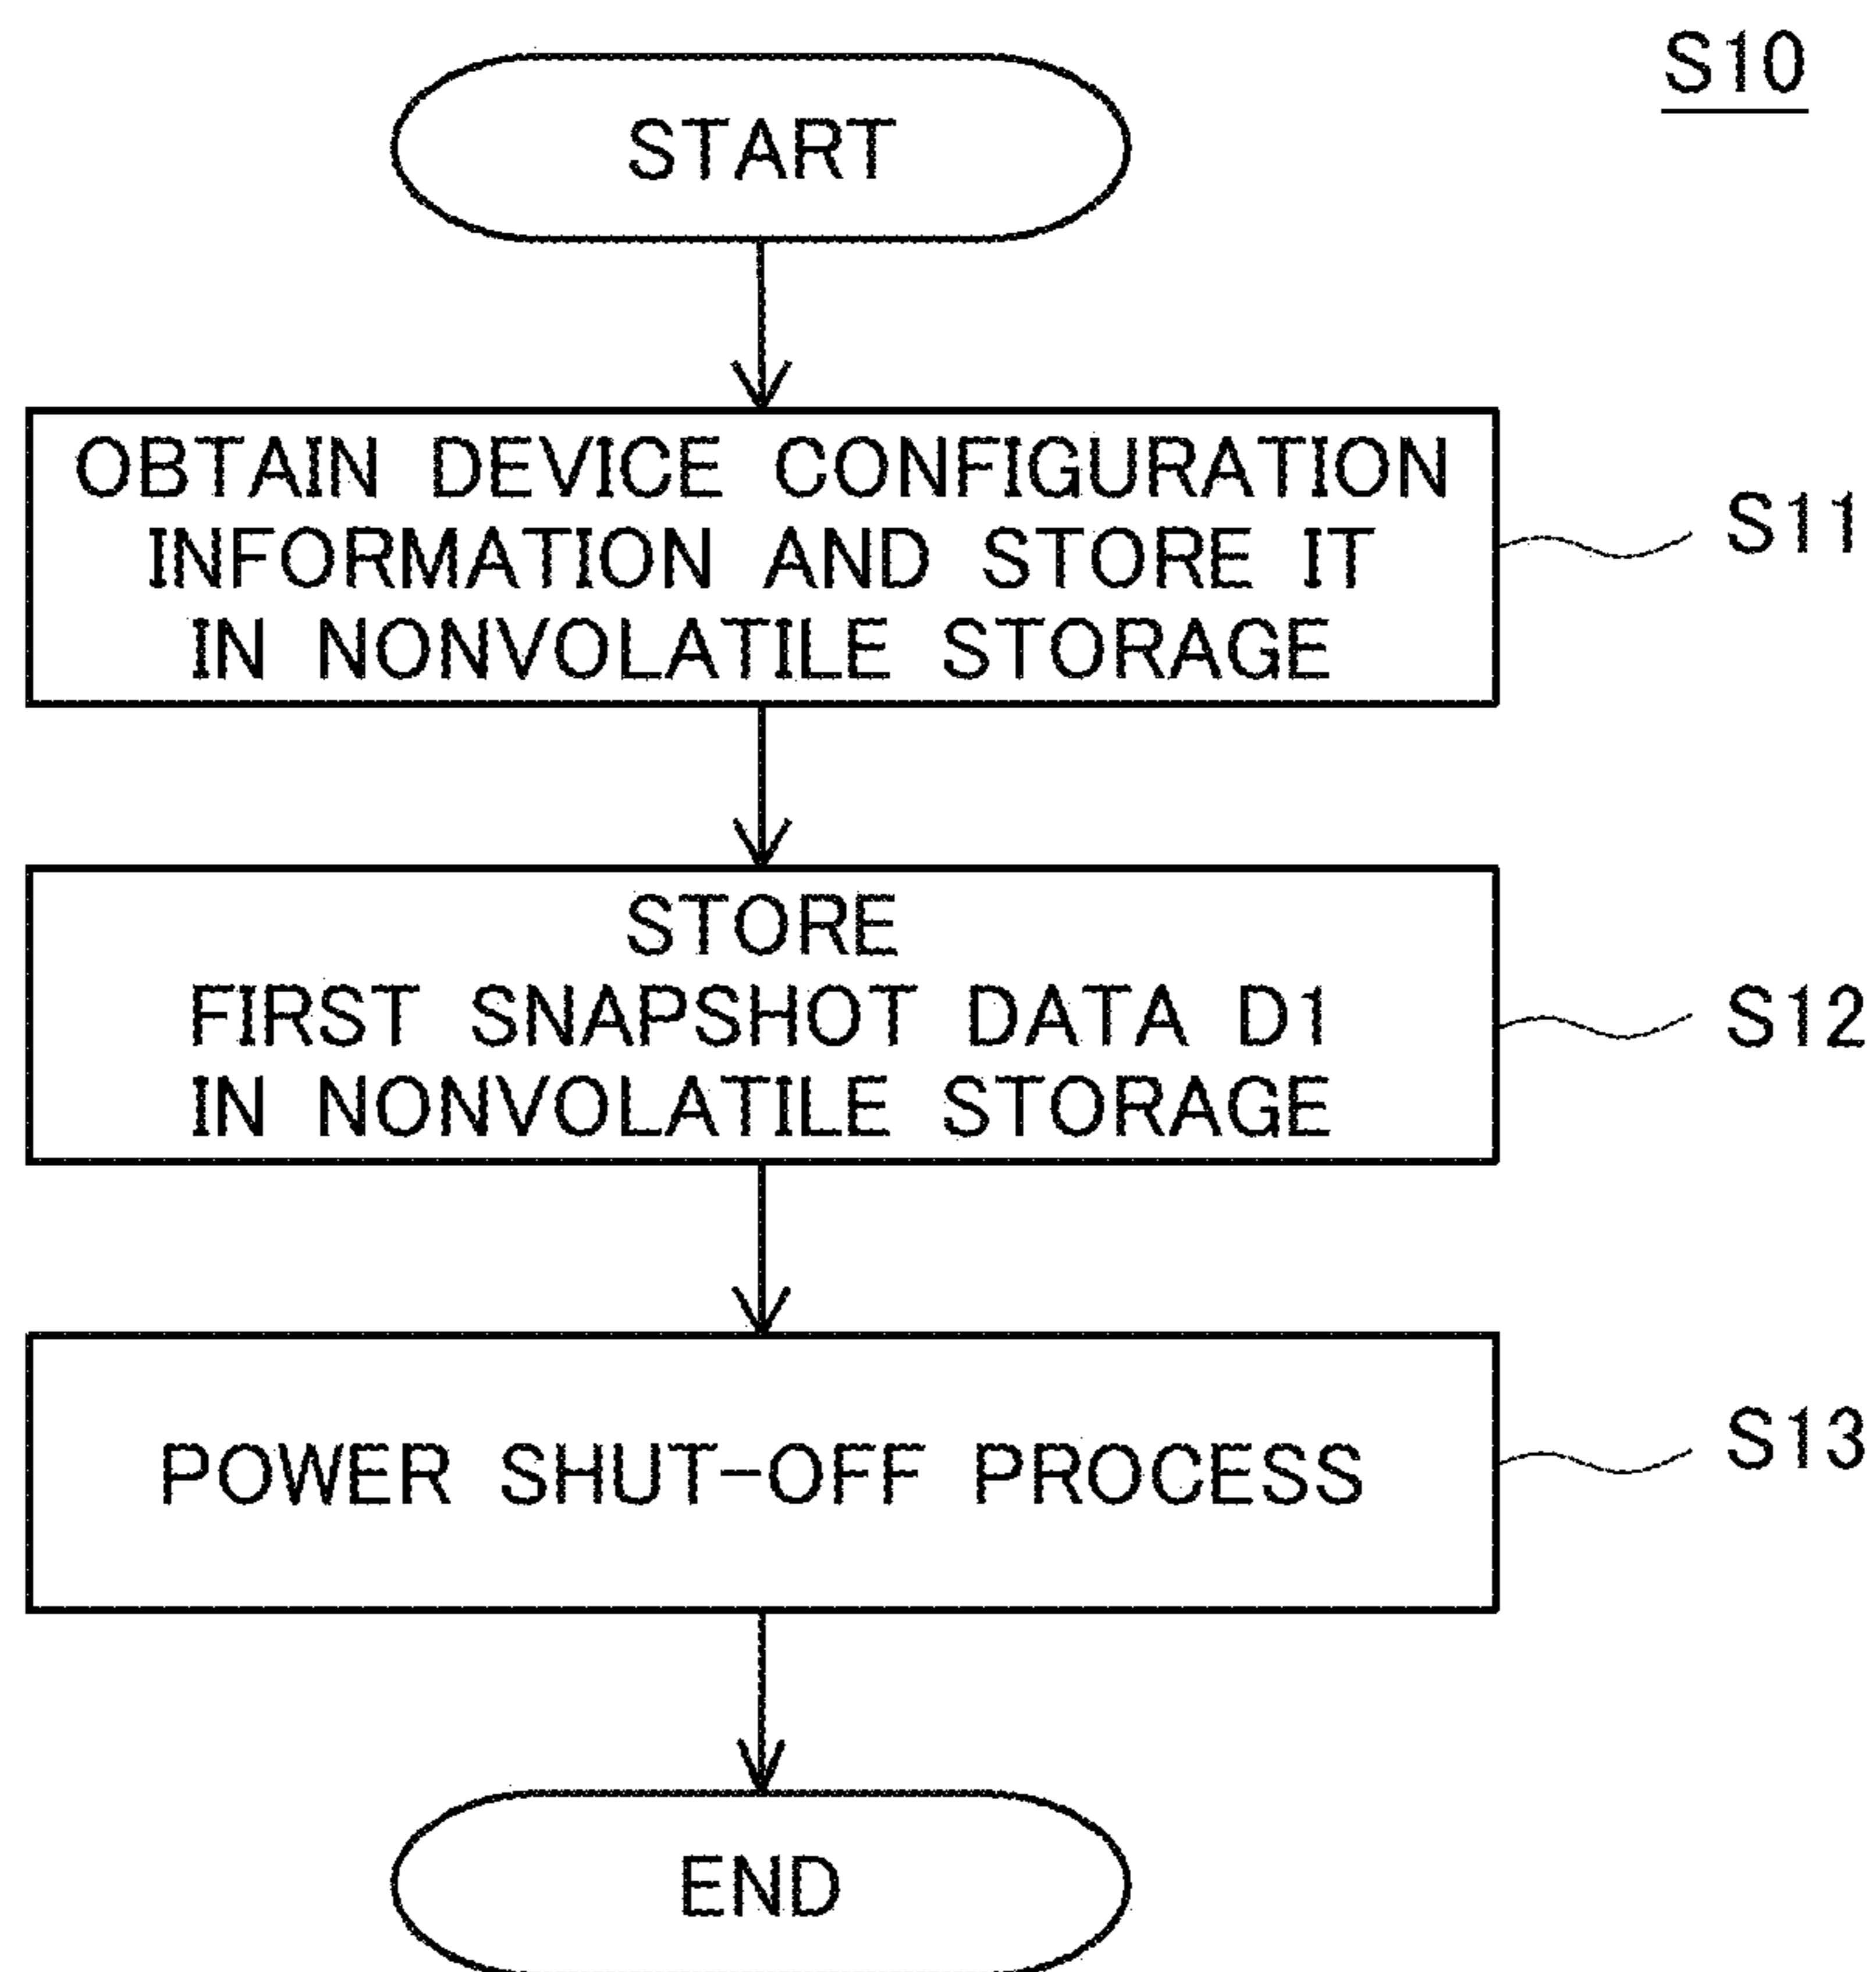 S10
START
OBTAIN DEVICE CONFIGURATION
INFORMATION AND STORE IT
IN NONVOLATILE STORAGE
S11
STORE
FIRST SNAPSHOT DATA D1
IN NONVOLATILE STORAGE
S12
POWER SHUT-OFF PROCESS
S13
END